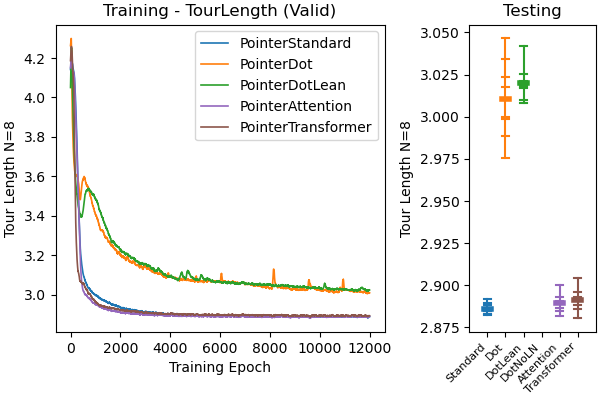 Training - TourLength (Valid)
Testing
PointerStandard
PointerDot
PointerDotLean
PointerAttention
PointerTransformer
4.2
4.0
3.8
3.6
3.4
3.2
3.0
Tour Length N=8
0
2000
4000
6000
8000
10000
12000
Training Epoch
3.050
3.025
3.000
2.975
2.950
2.925
2.900
2.875
Tour Length N=8
Standard
Dot
DotLean
DotNoLN
Attention
Transformer